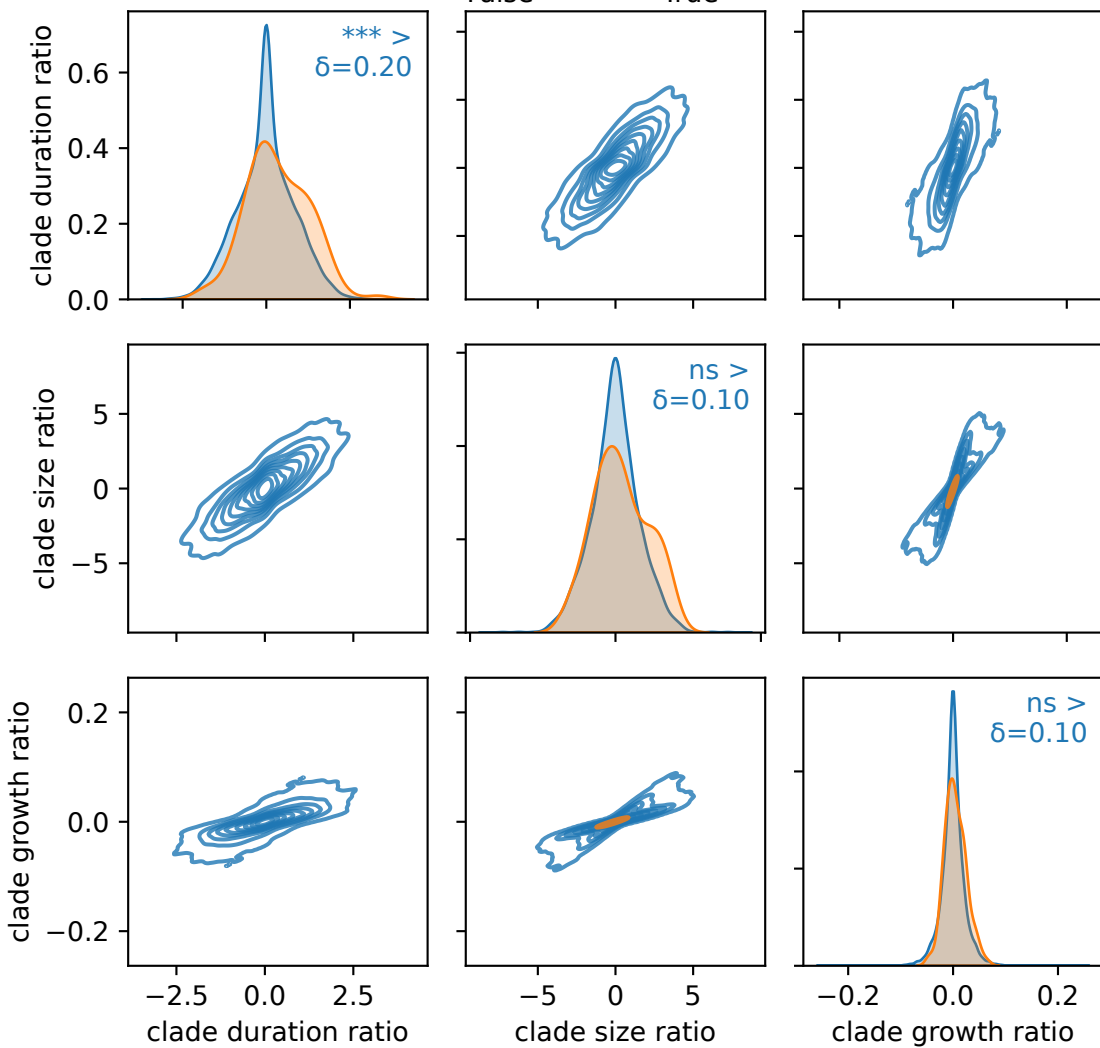 *** >
δ=0.20
clade duration ratio
0.6
0.4
0.2
0.0
ns >
δ=0.10
clade size ratio
5
0
−5
ns >
δ=0.10
clade growth ratio
0.2
0.0
−0.2
−2.5 0.0 2.5 −5 0 5 −0.2 0.0 0.2
clade duration ratio clade size ratio clade growth ratio